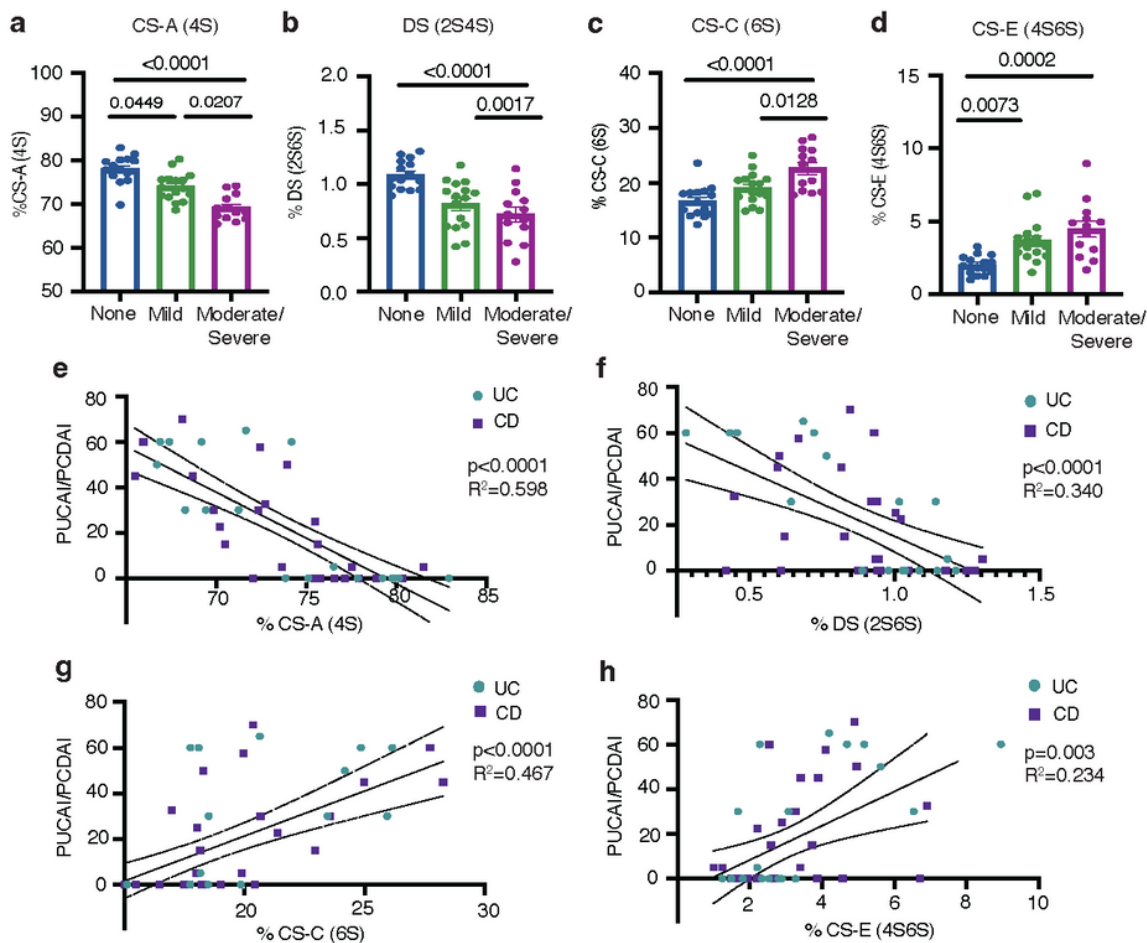 a
CS-A (4S)
<0.0001
0.0449
0.0207
100
90
80
70
60
50
%CS-A (4S)
None
Mild
Moderate/
Severe
b
DS (2S4S)
<0.0001
0.0017
2.0
1.5
1.0
0.5
0.0
% DS (2S6S)
None
Mild
Moderate/
Severe
c
CS-C (6S)
<0.0001
0.0128
40
30
20
10
0
% CS-C (6S)
None
Mild
Moderate/
Severe
d
CS-E (4S6S)
0.0002
0.0073
15
10
5
0
% CS-E (4S6S)
None
Mild
Moderate/
Severe
e
80
60
40
20
0
PUCAI/PCDAI
70 75 80 85
% CS-A (4S)
UC
CD
p<0.0001
R²=0.598
f
80
60
40
20
0
PUCAI/PCDAI
0.5 1.0 1.5
% DS (2S6S)
UC
CD
p<0.0001
R²=0.340
g
80
60
40
20
0
PUCAI/PCDAI
20 30
% CS-C (6S)
UC
CD
p<0.0001
R²=0.467
h
80
60
40
20
0
PUCAI/PCDAI
2 4 6 8 10
% CS-E (4S6S)
UC
CD
p=0.003
R²=0.234